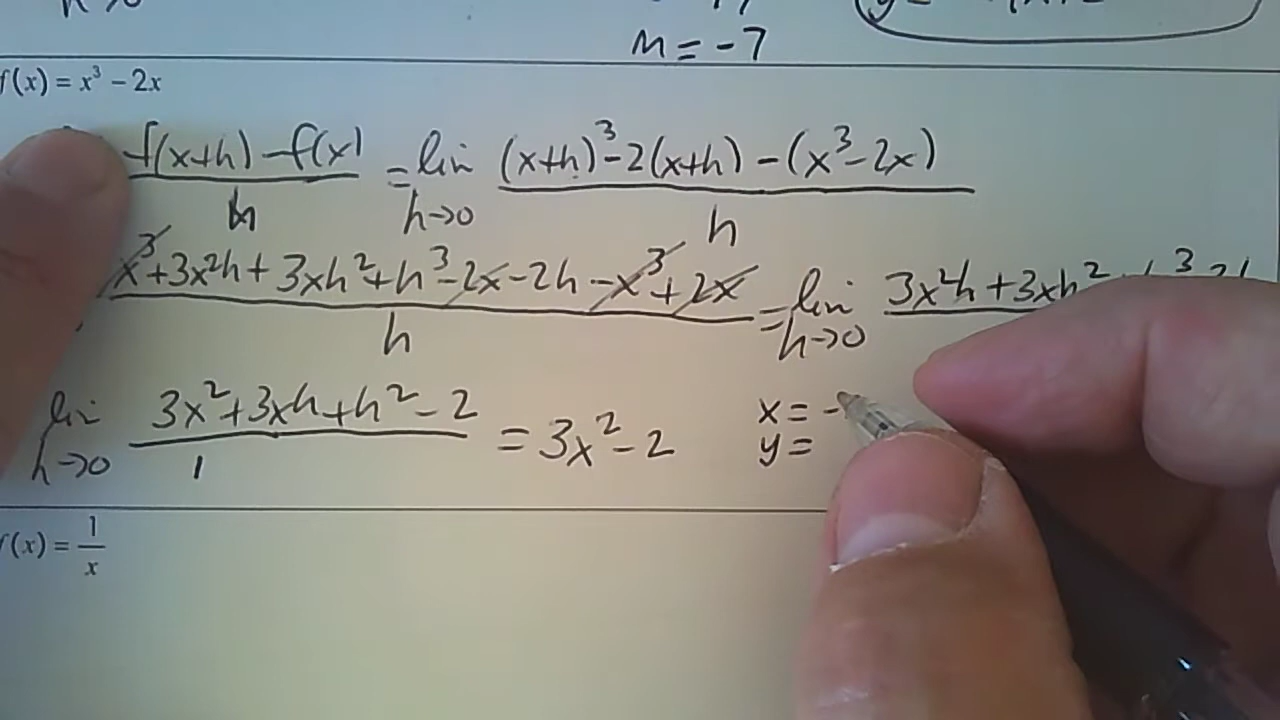 m = -7
f(x) = x³ − 2x
f(x+h) − f(x) / h = lim h→0 (x+h)³ − 2(x+h) − (x³ − 2x) / h
x³ + 3x²h + 3xh² + h³ − 2x − 2h − x³ + 2x / h = lim h→0 3x²h + 3xh²
lim h→0 3x² + 3xh + h² − 2 / 1 = 3x² − 2
x = -
y =
f(x) = 1/x